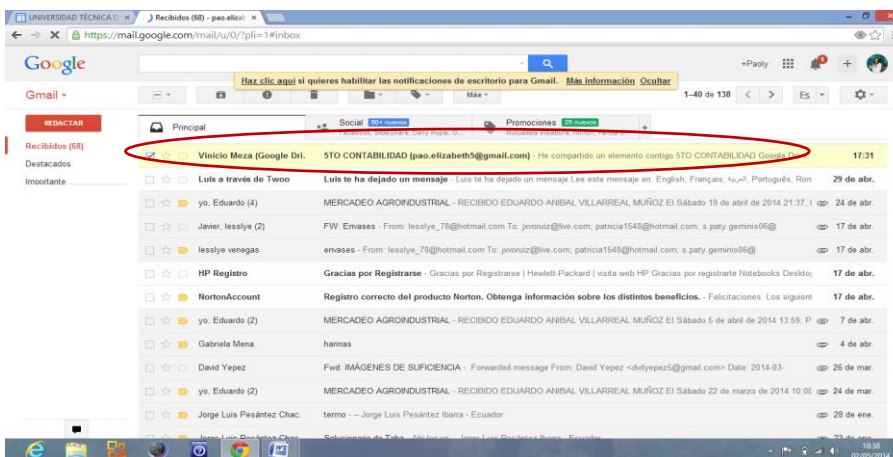 UNIVERSIDAD TÉCNICA D × Recibidos (68) - pao.elizab ×
https://mail.google.com/mail/u/0/?pli=1#inbox
Google +Paoly
Haz clic aquí si quieres habilitar las notificaciones de escritorio para Gmail. Más información Ocultar
Gmail Más 1–40 de 138 Es
REDACTAR Principal Social 50+ nuevos Promociones 25 nuevos
Recibidos (68)
Vinicio Meza (Google Dri. 5TO CONTABILIDAD (pao.elizabeth5@gmail.com) - He compartido un elemento contigo 5TO CONTABILIDAD Google 17:31
Destacados
Importante Luis a través de Twoo Luis te ha dejado un mensaje - Luis te ha dejado un mensaje Lee este mensaje en: English, Français, العربية, Português, Ron 29 de abr.
yo, Eduardo (4) MERCADEO AGROINDUSTRIAL - RECIBIDO EDUARDO ANIBAL VILLARREAL MUÑOZ El Sábado 19 de abril de 2014 21:37, 24 de abr.
Javier, lesslye (2) FW: Envases - From: lesslye_78@hotmail.com To: jxvoruiz@live.com; patricia1548@hotmail.com; s.paty.geminis06@ 17 de abr.
lesslye venegas envases - From: lesslye_78@hotmail.com To: jxvoruiz@live.com; patricia1548@hotmail.com; s.paty.geminis06@ 17 de abr.
HP Registro Gracias por Registrarse - Gracias por Registrarse | Hewlett-Packard | visita web HP Gracias por registrarte Notebooks Desktop 17 de abr.
NortonAccount Registro correcto del producto Norton. Obtenga información sobre los distintos beneficios. - Felicitaciones. Los siguient 17 de abr.
yo, Eduardo (2) MERCADEO AGROINDUSTRIAL - RECIBIDO EDUARDO ANIBAL VILLARREAL MUÑOZ El Sábado 5 de abril de 2014 13:59, P 7 de abr.
Gabriela Mena harinas 4 de abr.
David Yepez Fwd: IMÁGENES DE SUFICIENCIA - Forwarded message From: David Yepez <dvdyepez5@gmail.com> Date: 2014-03- 26 de mar.
yo, Eduardo (2) MERCADEO AGROINDUSTRIAL - RECIBIDO EDUARDO ANIBAL VILLARREAL MUÑOZ El Sábado 22 de marzo de 2014 10:08 24 de mar.
Jorge Luis Pesántez Chac. termo - -- Jorge Luis Pesántez Ibarra - Ecuador 28 de ene.
10:38
02/05/2014